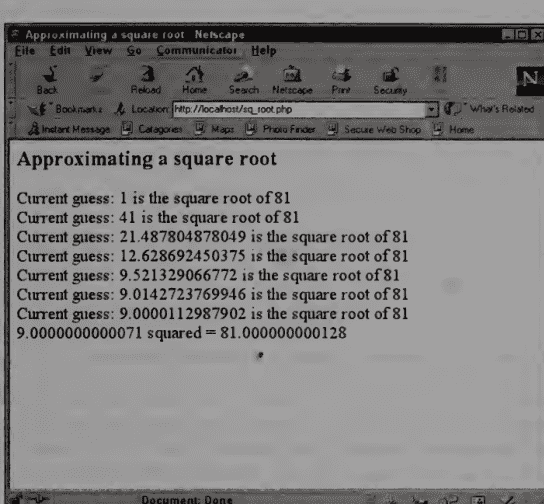 Approximating a square root Netscape
File Edit View Go Communicator Help
Back Reload Home Search Netscape Print Security N
Bookmarks Location: http://localhost/sq_root.php What's Related
Instant Message Categories Maps Photo Finder Secure Web Shop Home
Approximating a square root
Current guess: 1 is the square root of 81
Current guess: 41 is the square root of 81
Current guess: 21.487804878049 is the square root of 81
Current guess: 12.628692450375 is the square root of 81
Current guess: 9.521329066772 is the square root of 81
Current guess: 9.0142723769946 is the square root of 81
Current guess: 9.0000112987902 is the square root of 81
9.0000000000071 squared = 81.000000000128
Document: Done